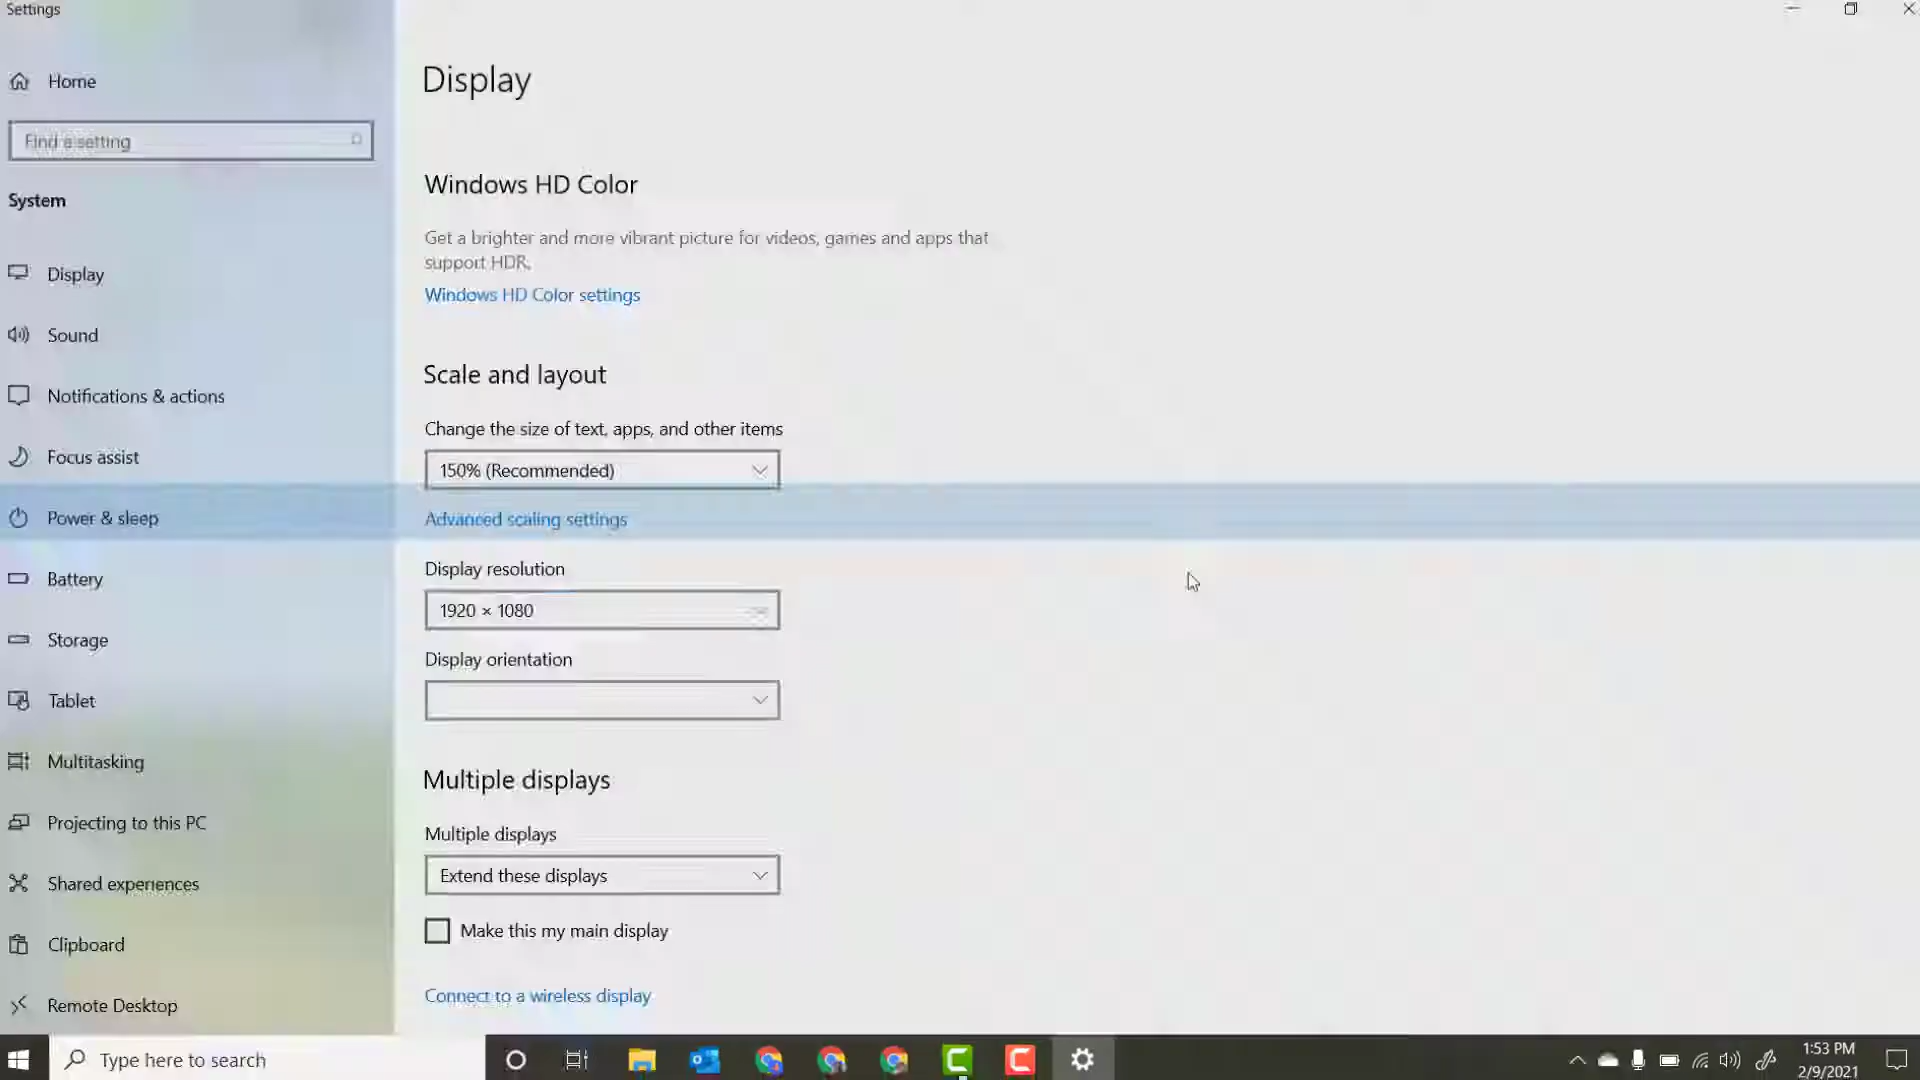 Settings
Home
Find a setting
System
Display
Sound
Notifications & actions
Focus assist
Power & sleep
Battery
Storage
Tablet
Multitasking
Projecting to this PC
Shared experiences
Clipboard
Remote Desktop
Display
Windows HD Color
Get a brighter and more vibrant picture for videos, games and apps that
support HDR.
Windows HD Color settings
Scale and layout
Change the size of text, apps, and other items
150% (Recommended)
Advanced scaling settings
Display resolution
1920 × 1080
Display orientation
Multiple displays
Multiple displays
Extend these displays
Make this my main display
Connect to a wireless display
Type here to search
1:53 PM
2/9/2021